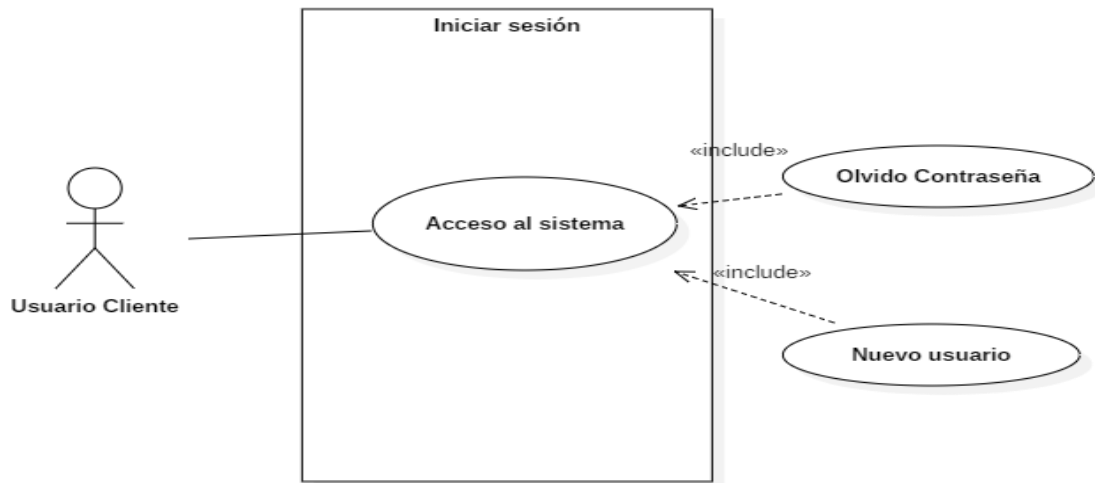 Iniciar sesión
«include»
Olvido Contraseña
Acceso al sistema
«include»
Usuario Cliente
Nuevo usuario